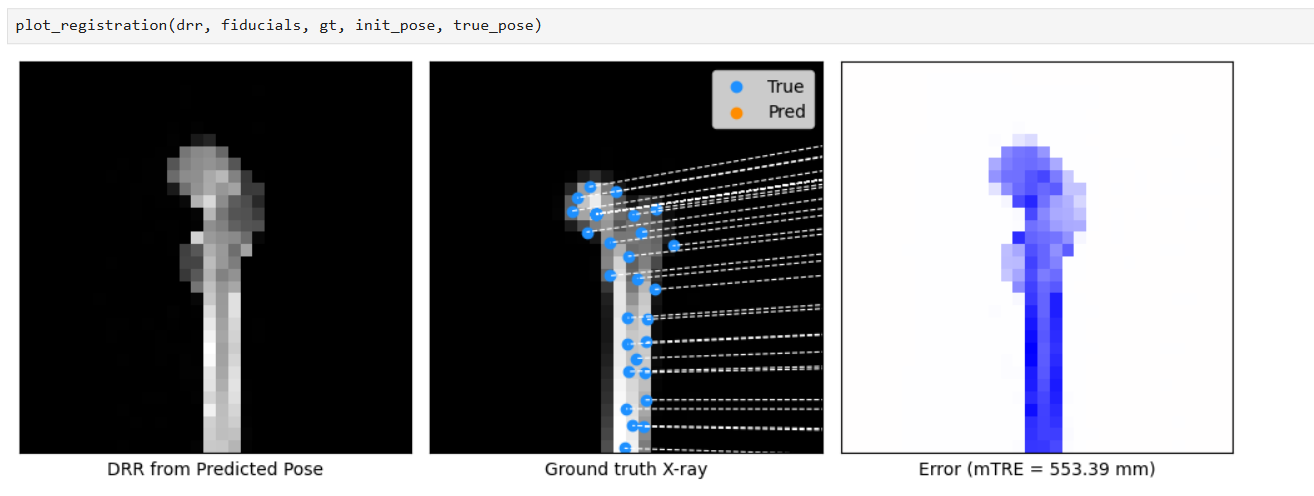 plot_registration(drr, fiducials, gt, init_pose, true_pose)
True
Pred
DRR from Predicted Pose
Ground truth X-ray
Error (mTRE = 553.39 mm)